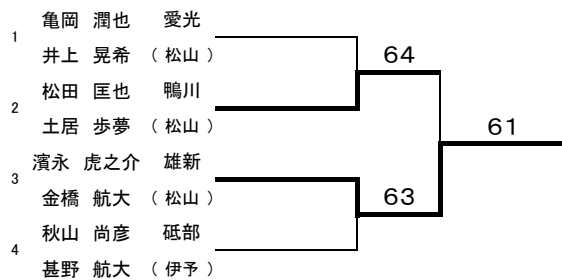 1 亀岡 潤也 愛光
井上 晃希 （ 松山 ）
2 松田 匡也 鴨川
土居 歩夢 （ 松山 ）
3 濱永 虎之介 雄新
金橋 航大 （ 松山 ）
4 秋山 尚彦 砥部
甚野 航大 （ 伊予 ）
64
63
61